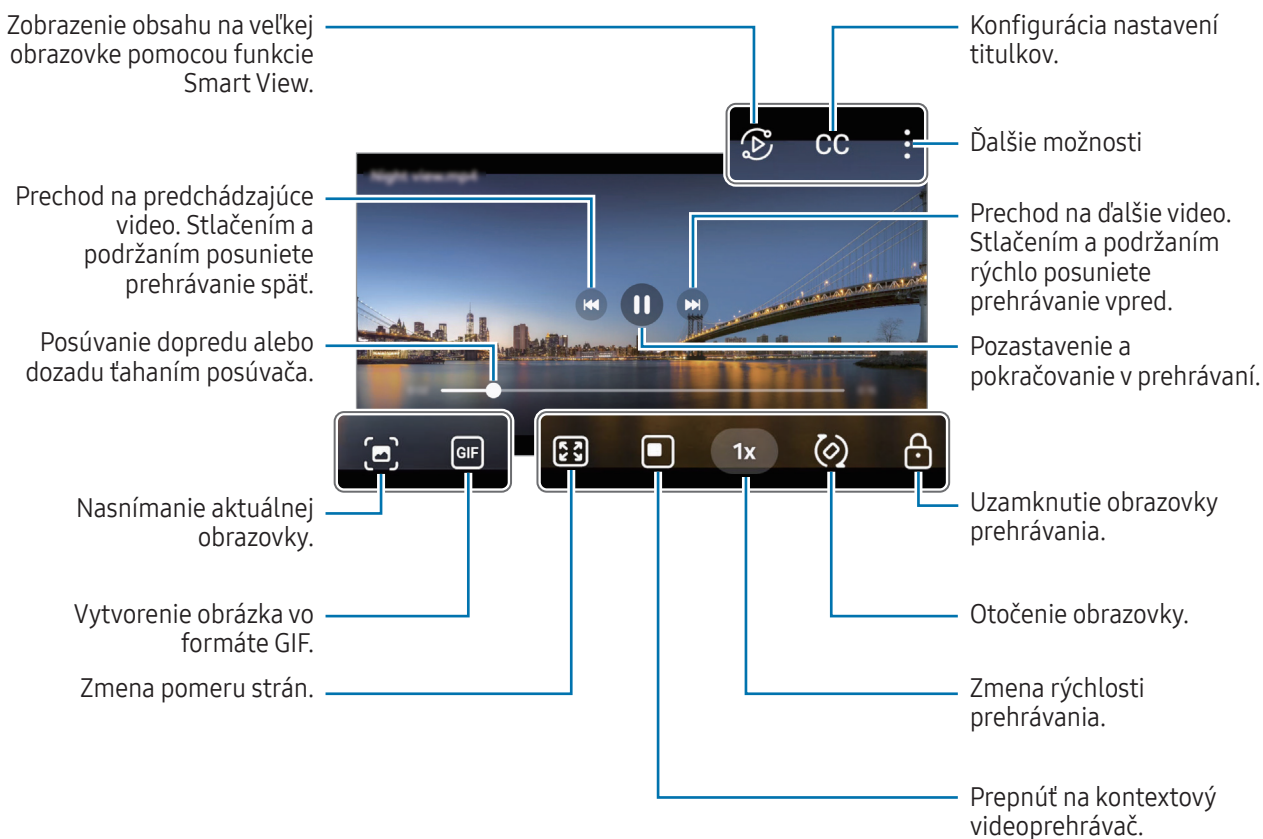 Zobrazenie obsahu na veľkej
obrazovke pomocou funkcie
Smart View.
Konfigurácia nastavení
titulkov.
CC
Ďalšie možnosti
Night view.mp4
Prechod na predchádzajúce
video. Stlačením a
podržaním posuniete
prehrávanie späť.
Prechod na ďalšie video.
Stlačením a podržaním
rýchlo posuniete
prehrávanie vpred.
Posúvanie dopredu alebo
dozadu ťahaním posúvača.
Pozastavenie a
pokračovanie v prehrávaní.
GIF
1x
Nasnímanie aktuálnej
obrazovky.
Uzamknutie obrazovky
prehrávania.
Vytvorenie obrázka vo
formáte GIF.
Otočenie obrazovky.
Zmena pomeru strán.
Zmena rýchlosti
prehrávania.
Prepnúť na kontextový
videoprehrávač.